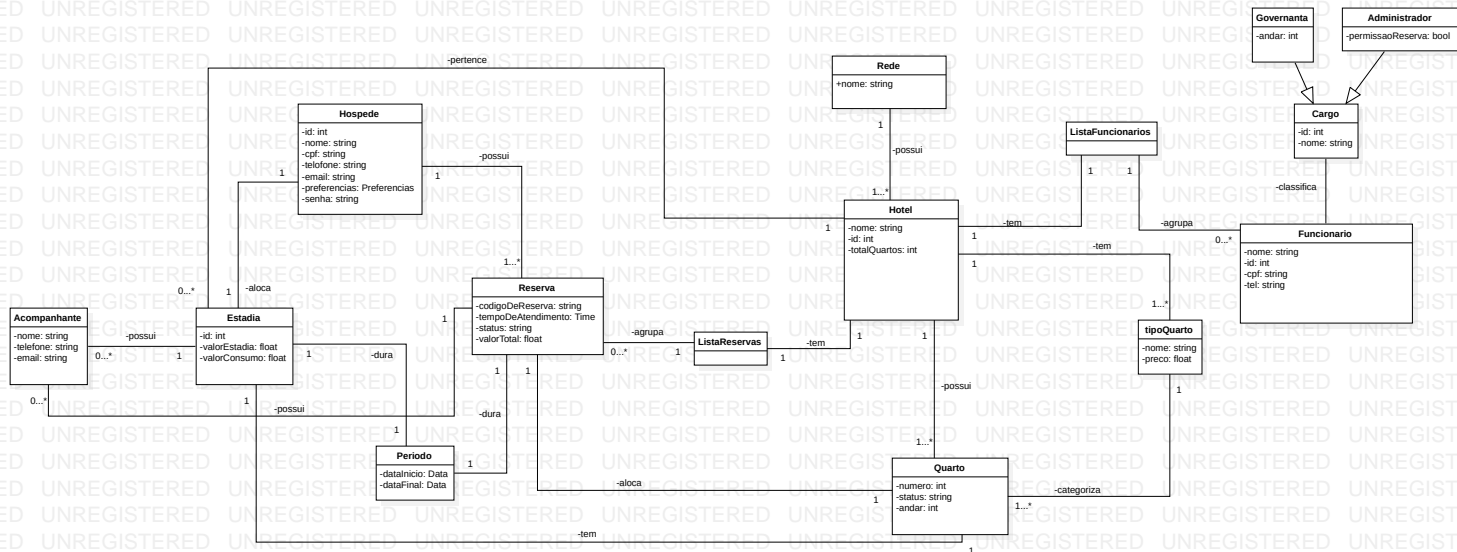 Governanta
-andar: int
Administrador
-permissaoReserva: bool
-pertence
Rede
+nome: string
Hospede
-id: int
-nome: string
-cpf: string
-telofone: string
-email: string
-preferencias: Preferencias
-senha: string
Cargo
-id: int
-nome: string
ListaFuncionarios
1
-possui
-possui
1
1
1
1
1...*
-classifica
Hotel
-nome: string
-id: int
-totalQuartos: int
1
-tem
1
-agrupa
0...*
Funcionario
-nome: string
-id: int
-cpf: string
-tel: string
-tem
1
1...*
0...*
1
-aloca
1...*
Reserva
-codigoDeReserva: string
-tempoDeAtendimento: Time
-status: string
-valorTotal: float
Acompanhante
-nome: string
-telefone: string
-email: string
-possui
0...*
1
Estadia
-id: int
-valorEstadia: float
-valorConsumo: float
1
-dura
1
-agrupa
0...*
1
ListaReservas
1
-tem
1
1
tipoQuarto
-nome: string
-preco: float
0...*
-possui
1
1
1
-dura
1
-possui
1
1...*
Periodo
-dataInicio: Data
-dataFinal: Data
1
-aloca
1
Quarto
-numero: int
-status: string
-andar: int
-categoriza
1...*
-tem
1
UNREGISTERED